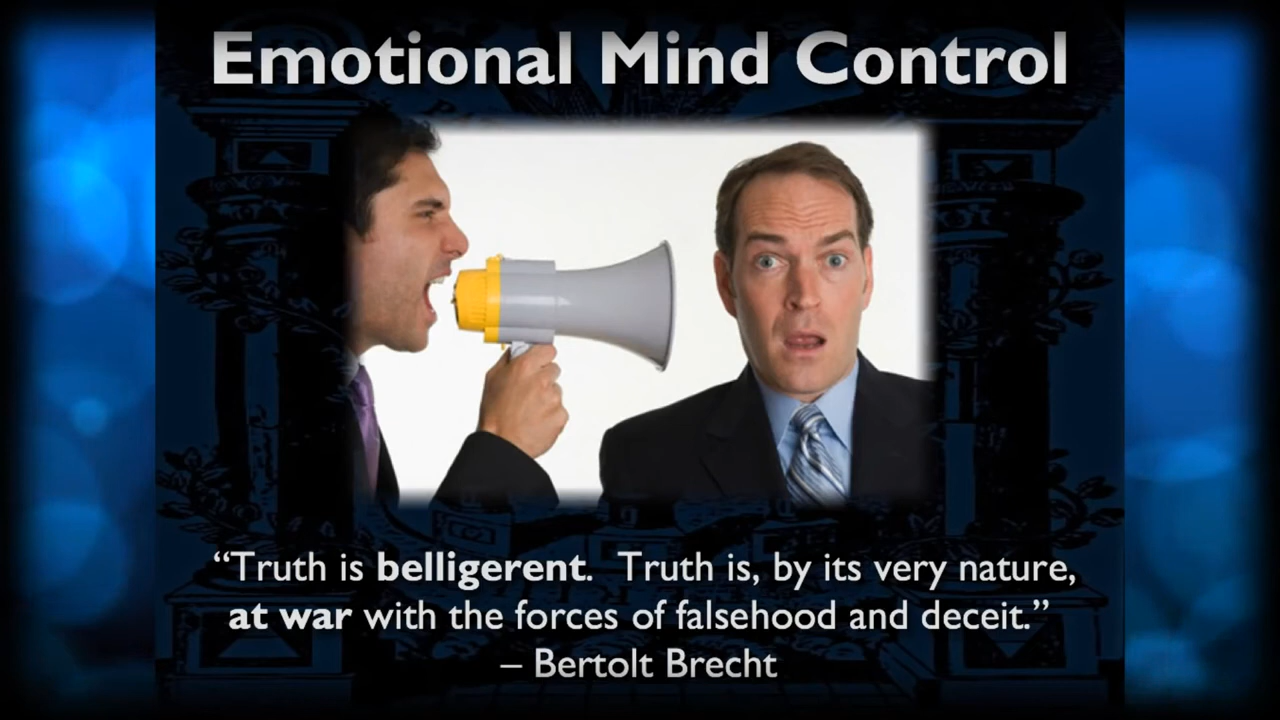 Emotional Mind Control
“Truth is belligerent. Truth is, by its very nature,
at war with the forces of falsehood and deceit.”
– Bertolt Brecht